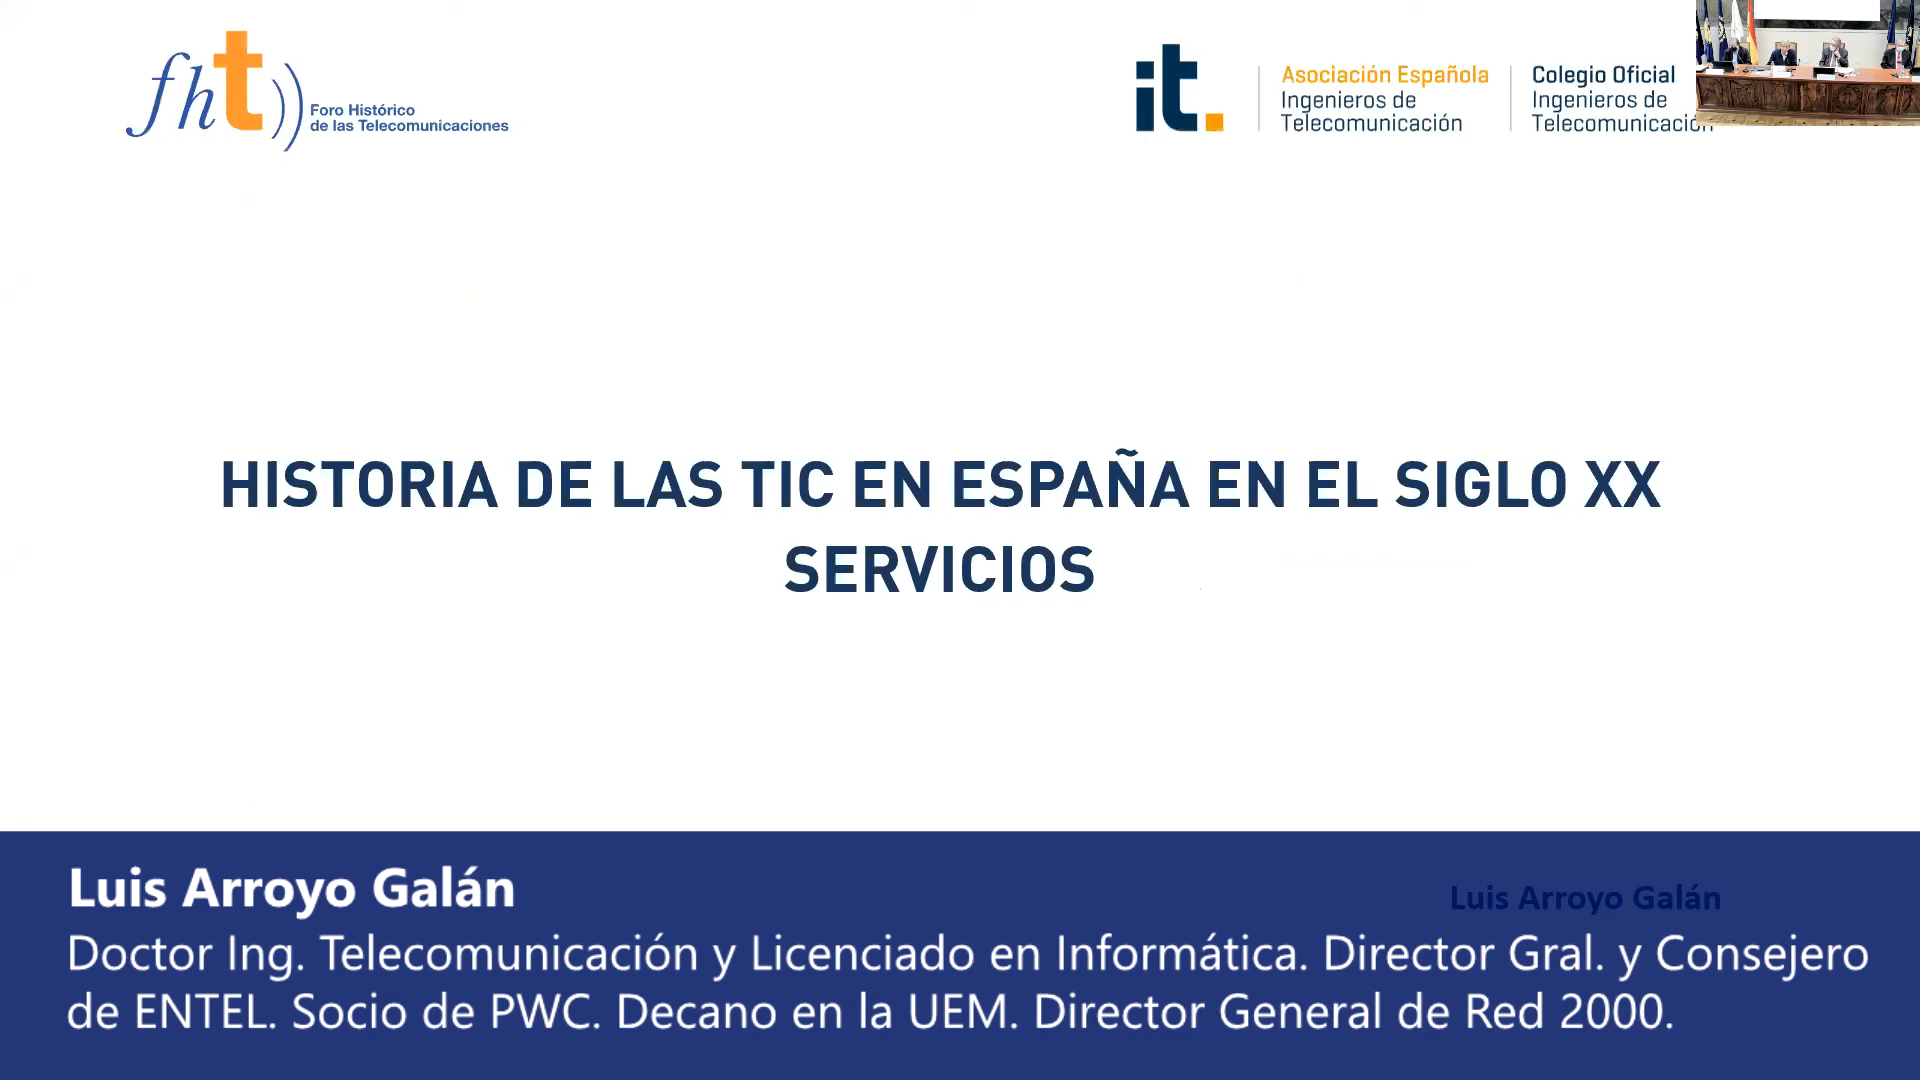 fht
Foro Histórico
de las Telecomunicaciones
it.
Asociación Española
Ingenieros de
Telecomunicación
Colegio Oficial
Ingenieros de
Telecomunicación
HISTORIA DE LAS TIC EN ESPAÑA EN EL SIGLO XX
SERVICIOS
Luis Arroyo Galán
Luis Arroyo Galán
Doctor Ing. Telecomunicación y Licenciado en Informática. Director Gral. y Consejero
de ENTEL. Socio de PWC. Decano en la UEM. Director General de Red 2000.